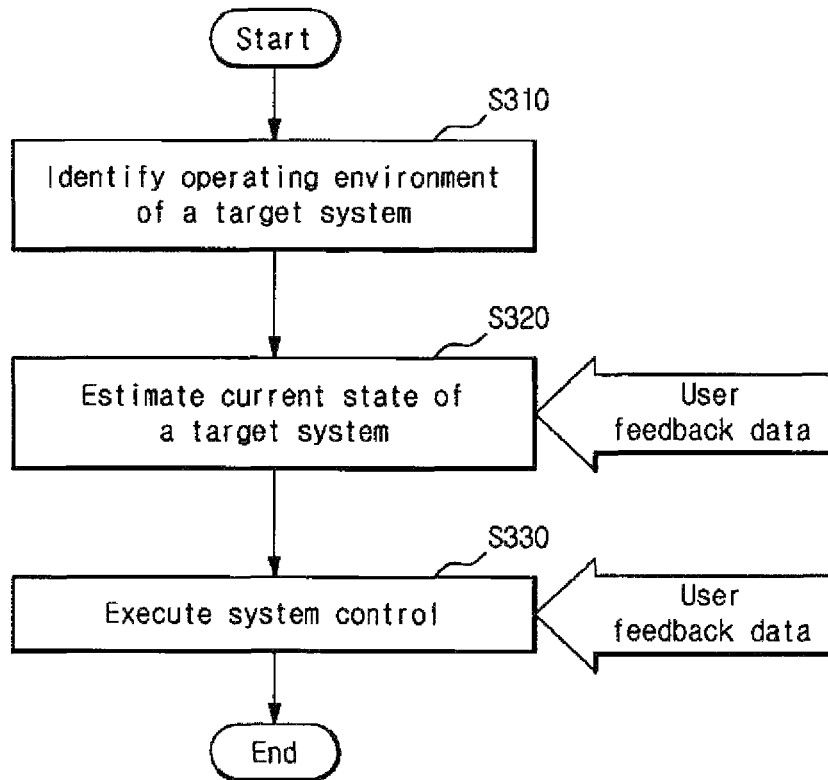 Start
S310
Identify operating environment
of a target system
S320
Estimate current state of
a target system
User
feedback data
S330
Execute system control
User
feedback data
End